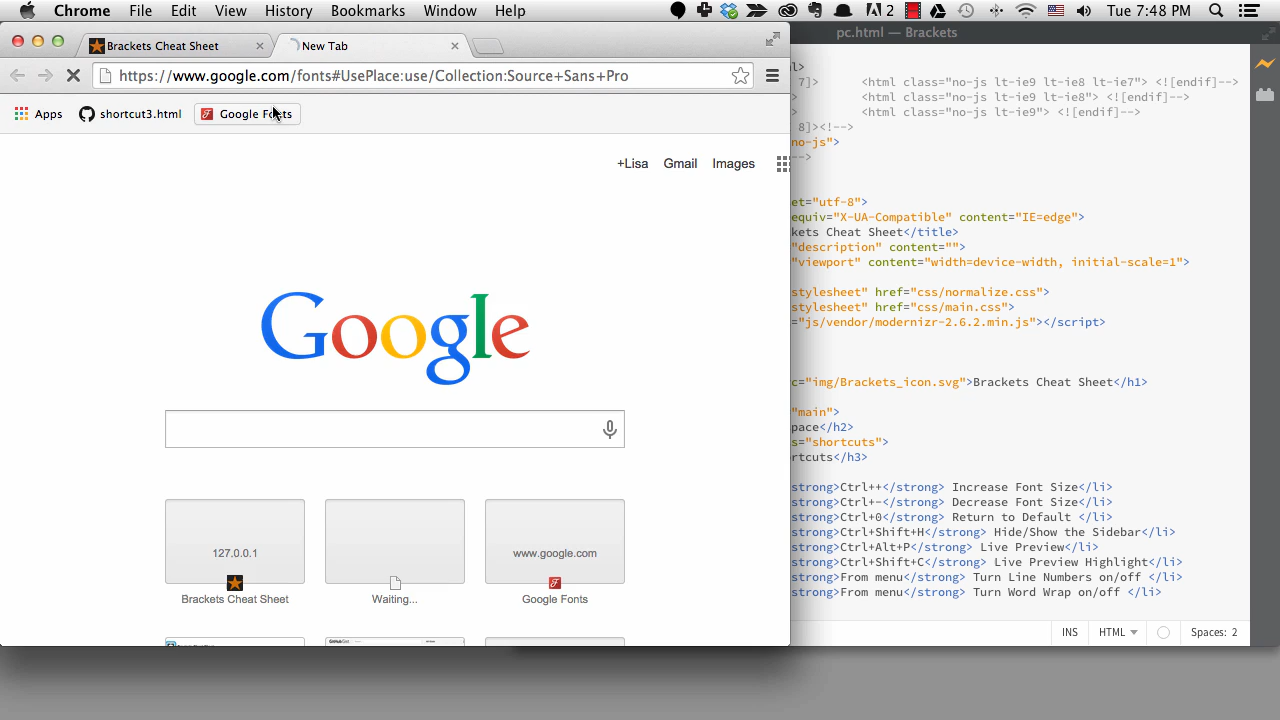 Chrome File Edit View History Bookmarks Window Help
2 Tue 7:48 PM
Brackets Cheat Sheet
New Tab
https://www.google.com/fonts#UsePlace:use/Collection:Source+Sans+Pro
Apps
shortcut3.html
+Lisa Gmail Images
Google
127.0.0.1
www.google.com
Brackets Cheat Sheet
Waiting...
Google Fonts
pc.html — Brackets
7]> <html class="no-js lt-ie9 lt-ie8 lt-ie7"> <![endif]-->
> <html class="no-js lt-ie9 lt-ie8"> <![endif]-->
> <html class="no-js lt-ie9"> <![endif]-->
8]><!-->
no-js">
-->
et="utf-8">
equiv="X-UA-Compatible" content="IE=edge">
kets Cheat Sheet</title>
"description" content="">
"viewport" content="width=device-width, initial-scale=1">
stylesheet" href="css/normalize.css">
stylesheet" href="css/main.css">
="js/vendor/modernizr-2.6.2.min.js"></script>
c="img/Brackets_icon.svg">Brackets Cheat Sheet</h1>
"main">
pace</h2>
s="shortcuts">
rtcuts</h3>
strong>Ctrl++</strong> Increase Font Size</li>
strong>Ctrl+-</strong> Decrease Font Size</li>
strong>Ctrl+0</strong> Return to Default </li>
strong>Ctrl+Shift+H</strong> Hide/Show the Sidebar</li>
strong>Ctrl+Alt+P</strong> Live Preview</li>
strong>Ctrl+Shift+C</strong> Live Preview Highlight</li>
strong>From menu</strong> Turn Line Numbers on/off </li>
strong>From menu</strong> Turn Word Wrap on/off </li>
INS HTML Spaces: 2